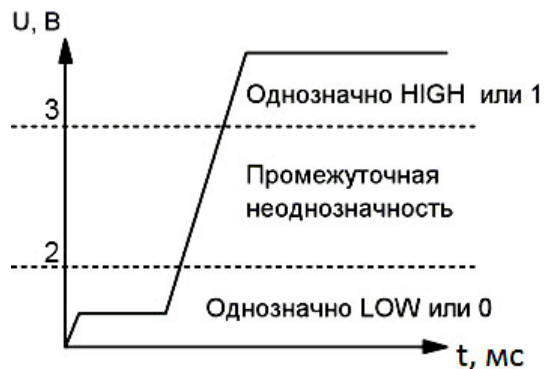 U, В
3
Однозначно HIGH или 1
Промежуточная
неоднозначность
2
Однозначно LOW или 0
t, мс